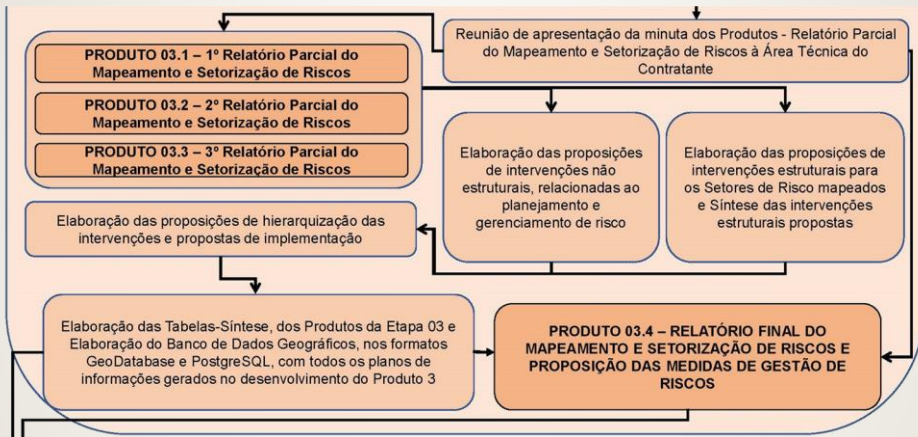 Reunião de apresentação da minuta dos Produtos - Relatório Parcial
do Mapeamento e Setorização de Riscos à Área Técnica do
Contratante
PRODUTO 03.1 – 1º Relatório Parcial do
Mapeamento e Setorização de Riscos
PRODUTO 03.2 – 2º Relatório Parcial do
Mapeamento e Setorização de Riscos
PRODUTO 03.3 – 3º Relatório Parcial do
Mapeamento e Setorização de Riscos
Elaboração das proposições
de intervenções não
estruturais, relacionadas ao
planejamento e
gerenciamento de risco
Elaboração das proposições de
intervenções estruturais para
os Setores de Risco mapeados
e Síntese das intervenções
estruturais propostas
Elaboração das proposições de hierarquização das
intervenções e propostas de implementação
Elaboração das Tabelas-Síntese, dos Produtos da Etapa 03 e
Elaboração do Banco de Dados Geográficos, nos formatos
GeoDatabase e PostgreSQL, com todos os planos de
informações gerados no desenvolvimento do Produto 3
PRODUTO 03.4 – RELATÓRIO FINAL DO
MAPEAMENTO E SETORIZAÇÃO DE RISCOS E
PROPOSIÇÃO DAS MEDIDAS DE GESTÃO DE
RISCOS